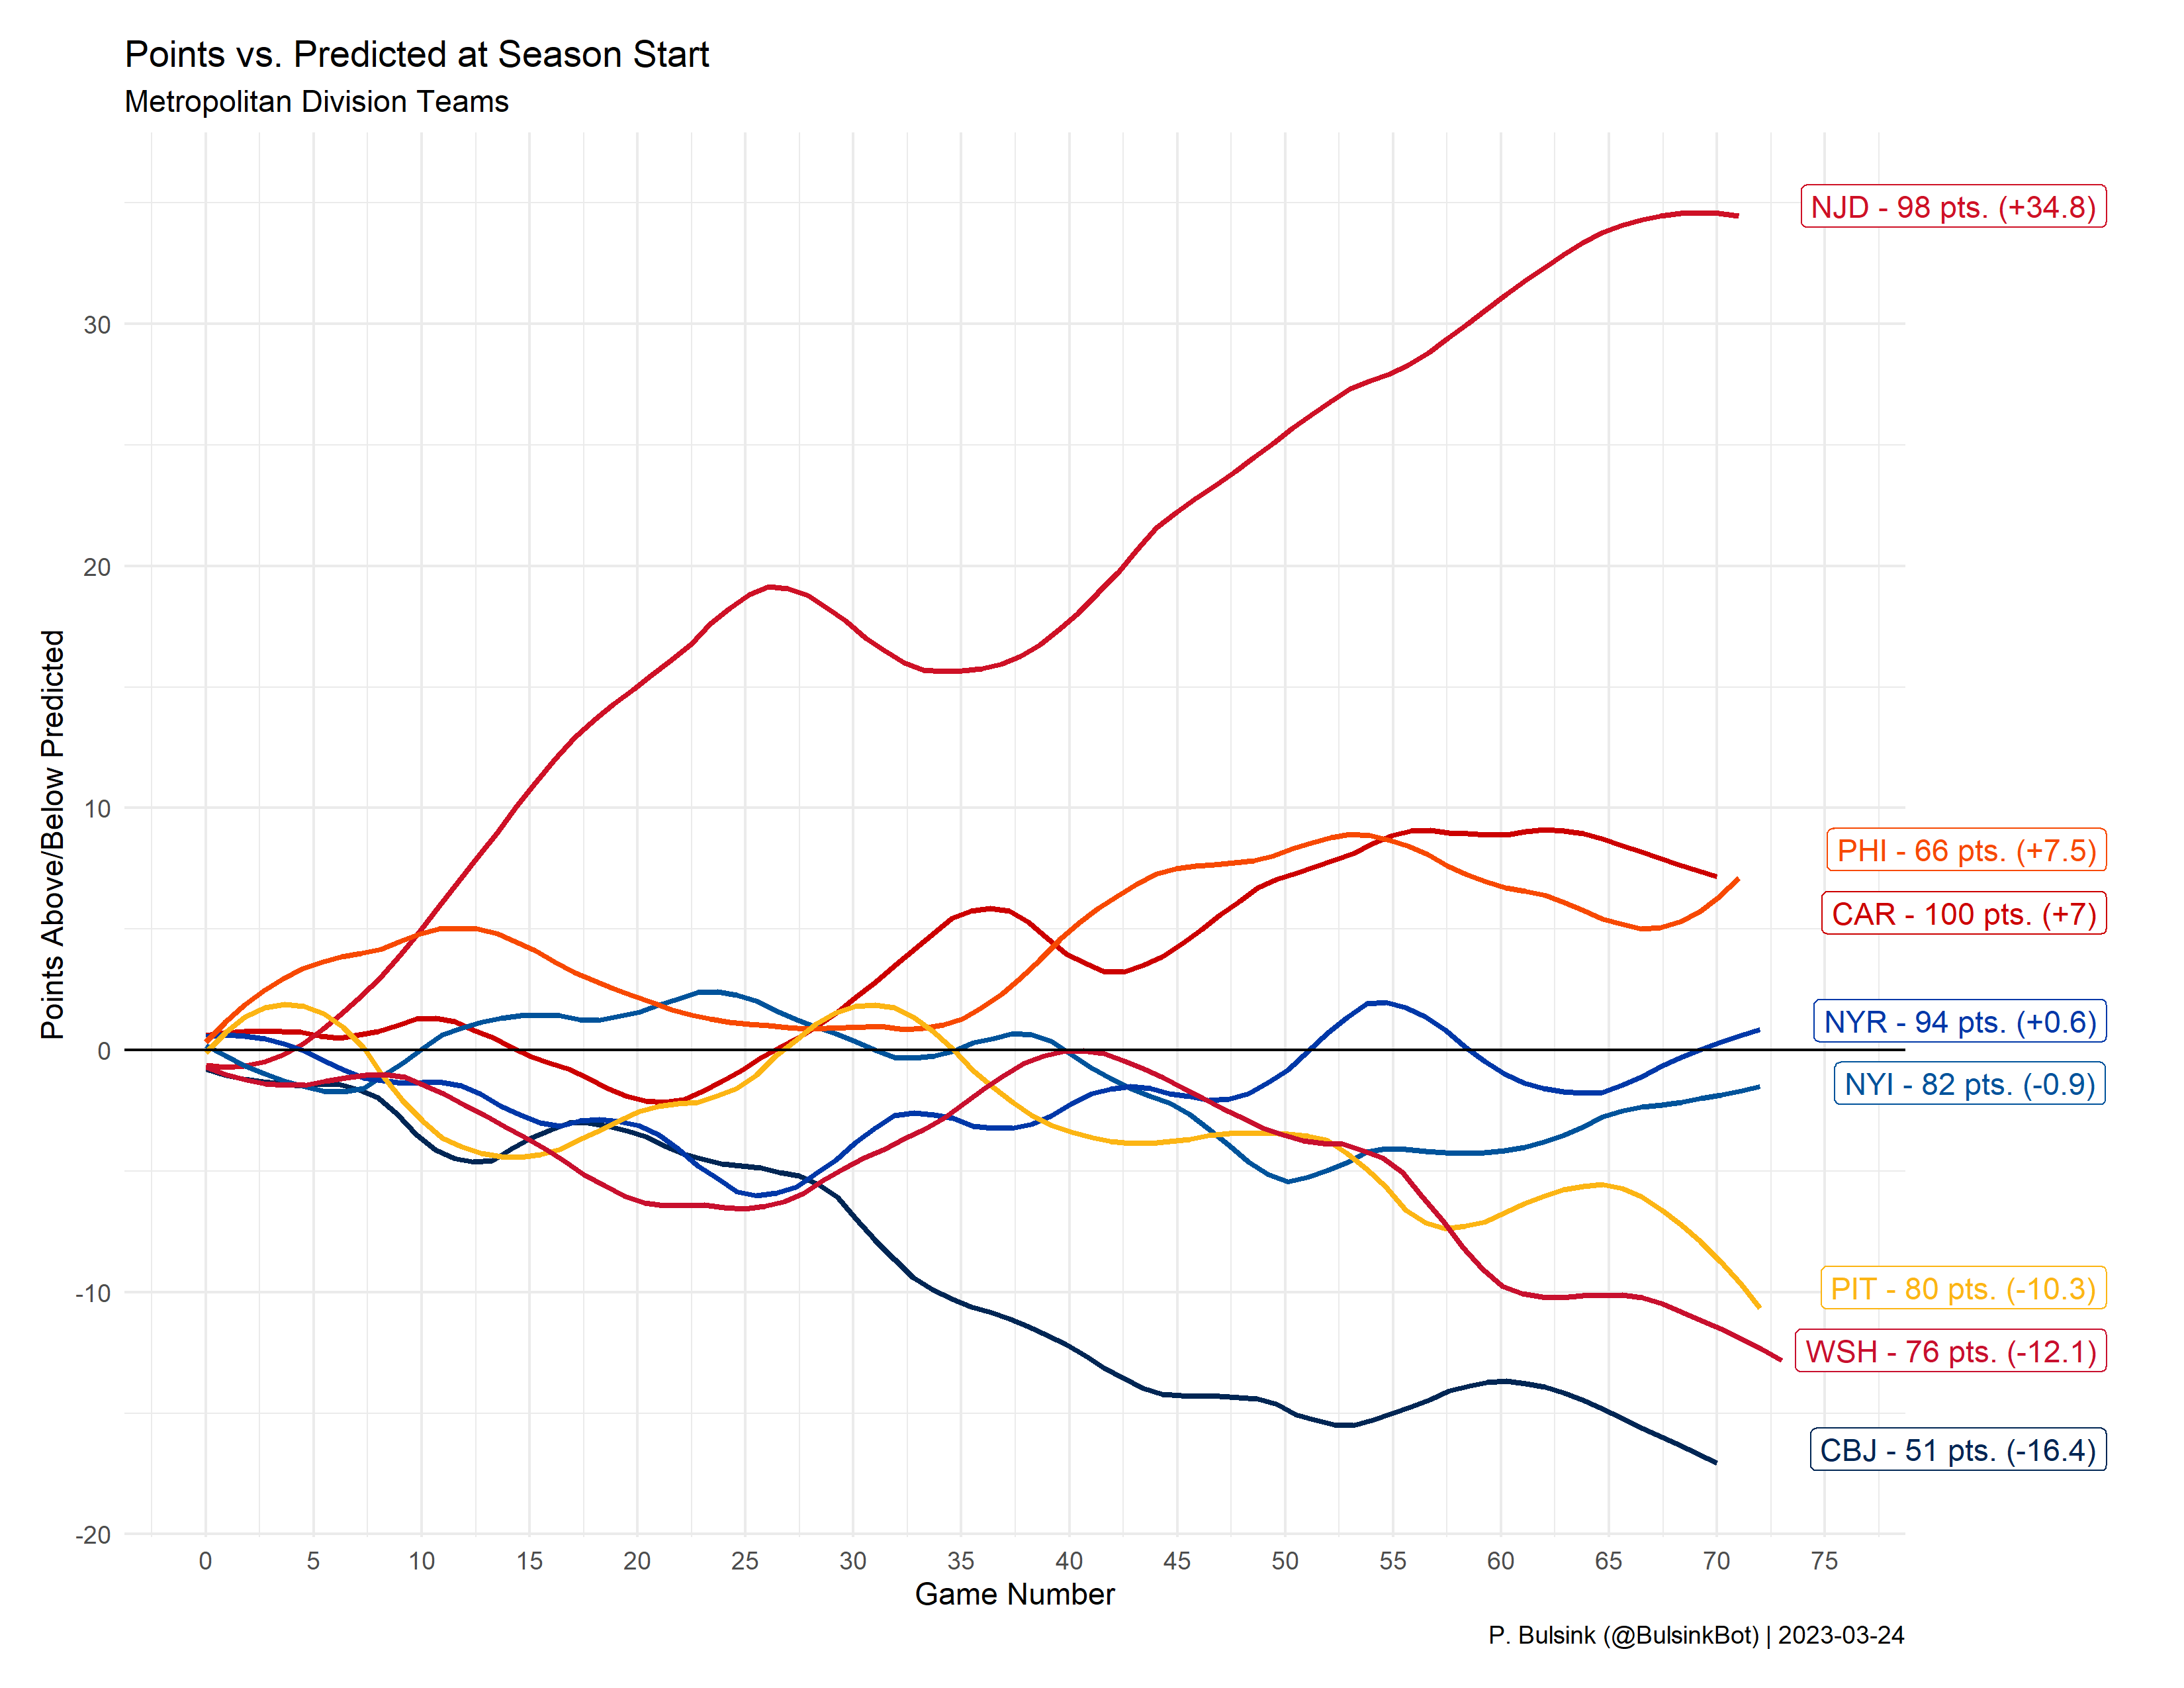 Points vs. Predicted at Season Start
Metropolitan Division Teams
Points Above/Below Predicted
30
20
10
0
-10
-20
NJD - 98 pts. (+34.8)
PHI - 66 pts. (+7.5)
CAR - 100 pts. (+7)
NYR - 94 pts. (+0.6)
NYI - 82 pts. (-0.9)
PIT - 80 pts. (-10.3)
WSH - 76 pts. (-12.1)
CBJ - 51 pts. (-16.4)
0 5 10 15 20 25 30 35 40 45 50 55 60 65 70 75
Game Number
P. Bulsink (@BulsinkBot) | 2023-03-24